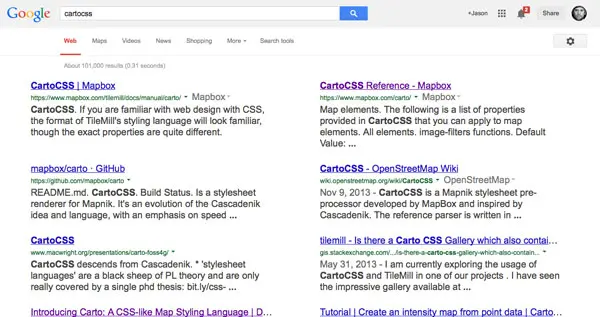 Google
cartocss
+Jason
2
Share
Web Maps Videos News Shopping More Search tools
About 101,000 results (0.31 seconds)
CartoCSS | Mapbox
https://www.mapbox.com/tilemill/docs/manual/carto/ Mapbox
CartoCSS. If you are familiar with web design with CSS,
the format of TileMill's styling language will look familiar,
though the exact properties are quite different.
CartoCSS Reference - Mapbox
https://www.mapbox.com/carto/ Mapbox
Map elements. The following is a list of properties
provided in CartoCSS that you can apply to map
elements. All elements. image-filters functions. Default
Value: ...
mapbox/carto · GitHub
https://github.com/mapbox/carto
README.md. CartoCSS. Build Status. Is a stylesheet
renderer for Mapnik. It's an evolution of the Cascadenik
idea and language, with an emphasis on speed ...
CartoCSS - OpenStreetMap Wiki
wiki.openstreetmap.org/wiki/CartoCSS OpenStreetMap
Nov 9, 2013 - CartoCSS is a Mapnik stylesheet pre-
processor developed by MapBox and inspired by
Cascadenik. The reference parser is written in ...
CartoCSS
www.macwright.org/presentations/carto-foss4g/
CartoCSS descends from Cascadenik. * 'stylesheet
languages' are a black sheep of PL theory and are only
really covered by a single phd thesis: bit.ly/css- ...
tilemill - Is there a Carto CSS Gallery which also contai...
gis.stackexchange.com/.../is-there-a-carto-css-gallery-which-also-contain...
May 31, 2013 - I am currently exploring the usage of
CartoCSS and TileMill in one of our projects . I have seen
the impressive gallery available at ...
Introducing Carto: A CSS-like Map Styling Language | D...
Tutorial | Create an intensity map from point data | Carto...